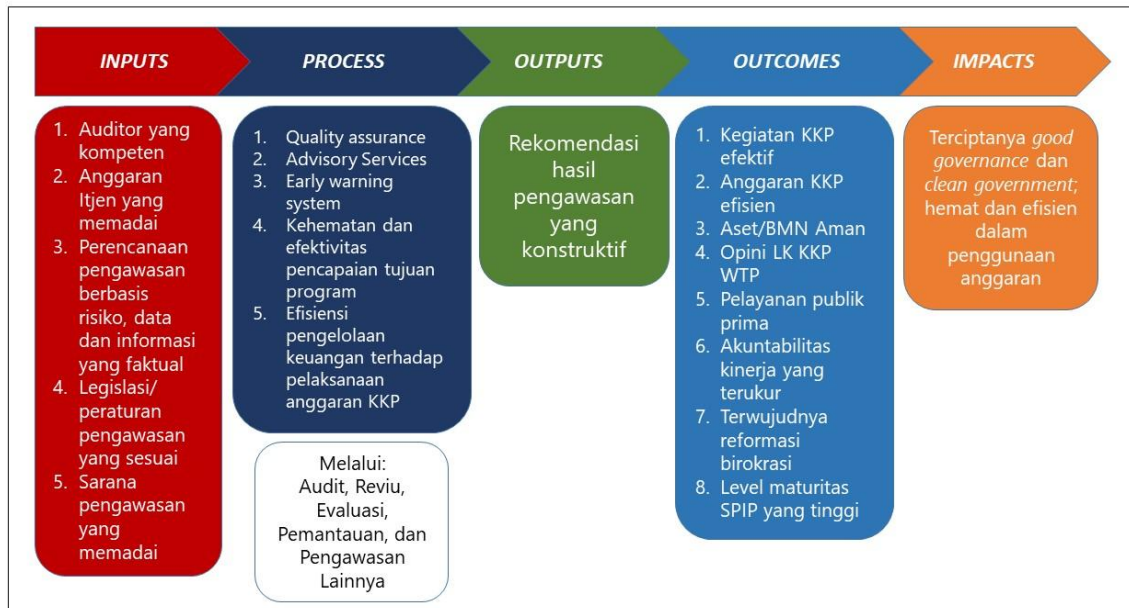 INPUTS
PROCESS
OUTPUTS
OUTCOMES
IMPACTS
1. Auditor yang
kompeten
2. Anggaran
Itjen yang
memadai
3. Perencanaan
pengawasan
berbasis
risiko, data
dan informasi
yang faktual
4. Legislasi/
peraturan
pengawasan
yang sesuai
5. Sarana
pengawasan
yang
memadai
1. Quality assurance
2. Advisory Services
3. Early warning
system
4. Kehematan dan
efektivitas
pencapaian tujuan
program
5. Efisiensi
pengelolaan
keuangan terhadap
pelaksanaan
anggaran KKP
Melalui:
Audit, Reviu,
Evaluasi,
Pemantauan, dan
Pengawasan
Lainnya
Rekomendasi
hasil
pengawasan
yang
konstruktif
1. Kegiatan KKP
efektif
2. Anggaran KKP
efisien
3. Aset/BMN Aman
4. Opini LK KKP
WTP
5. Pelayanan publik
prima
6. Akuntabilitas
kinerja yang
terukur
7. Terwujudnya
reformasi
birokrasi
8. Level maturitas
SPIP yang tinggi
Terciptanya good
governance dan
clean government;
hemat dan efisien
dalam
penggunaan
anggaran